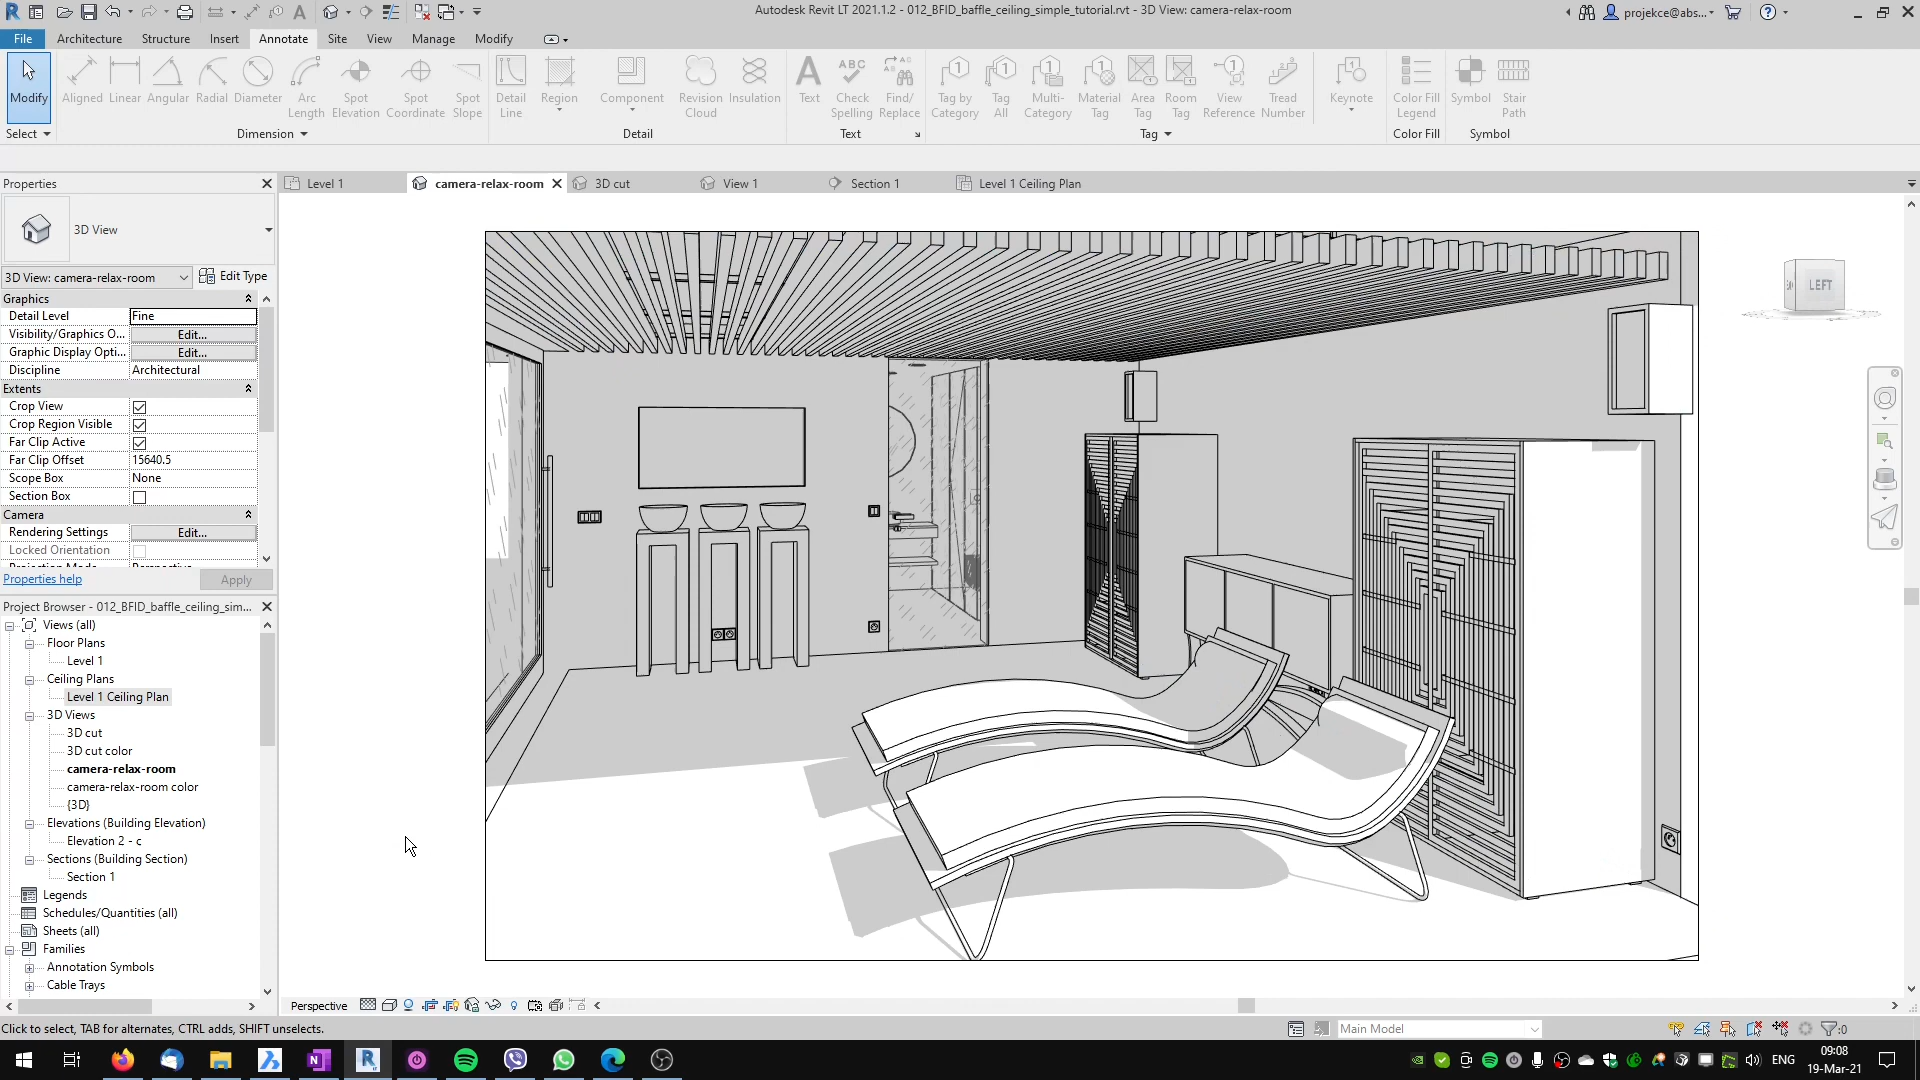 Autodesk Revit LT 2021.1.2 - 012_BFID_baffle_ceiling_simple_tutorial.rvt - 3D View: camera-relax-room
projekce@abs...
File Architecture Structure Insert Annotate Site View Manage Modify
Modify
Aligned Linear Angular Radial Diameter Arc Length Spot Elevation Spot Coordinate Spot Slope
Detail Line Region Component Revision Cloud Insulation
Text Check Spelling Find/ Replace
Tag by Category Tag All Multi- Category Material Tag Area Tag Room Tag View Reference Tread Number
Keynote
Color Fill Legend Symbol Stair Path
Select Dimension Detail Text Tag Color Fill Symbol
Properties
Level 1 camera-relax-room 3D cut View 1 Section 1 Level 1 Ceiling Plan
3D View
3D View: camera-relax-room Edit Type
Graphics
Detail Level Fine
Visibility/Graphics O... Edit...
Graphic Display Opti... Edit...
Discipline Architectural
Extents
Crop View
Crop Region Visible
Far Clip Active
Far Clip Offset 15640.5
Scope Box None
Section Box
Camera
Rendering Settings Edit...
Locked Orientation
Properties help Apply
LEFT
Project Browser - 012_BFID_baffle_ceiling_sim...
Views (all)
Floor Plans
Level 1
Ceiling Plans
Level 1 Ceiling Plan
3D Views
3D cut
3D cut color
camera-relax-room
camera-relax-room color
{3D}
Elevations (Building Elevation)
Elevation 2 - c
Sections (Building Section)
Section 1
Legends
Schedules/Quantities (all)
Sheets (all)
Families
Annotation Symbols
Cable Trays
Perspective
Click to select, TAB for alternates, CTRL adds, SHIFT unselects.
Main Model
:0
ENG
09:08
19-Mar-21